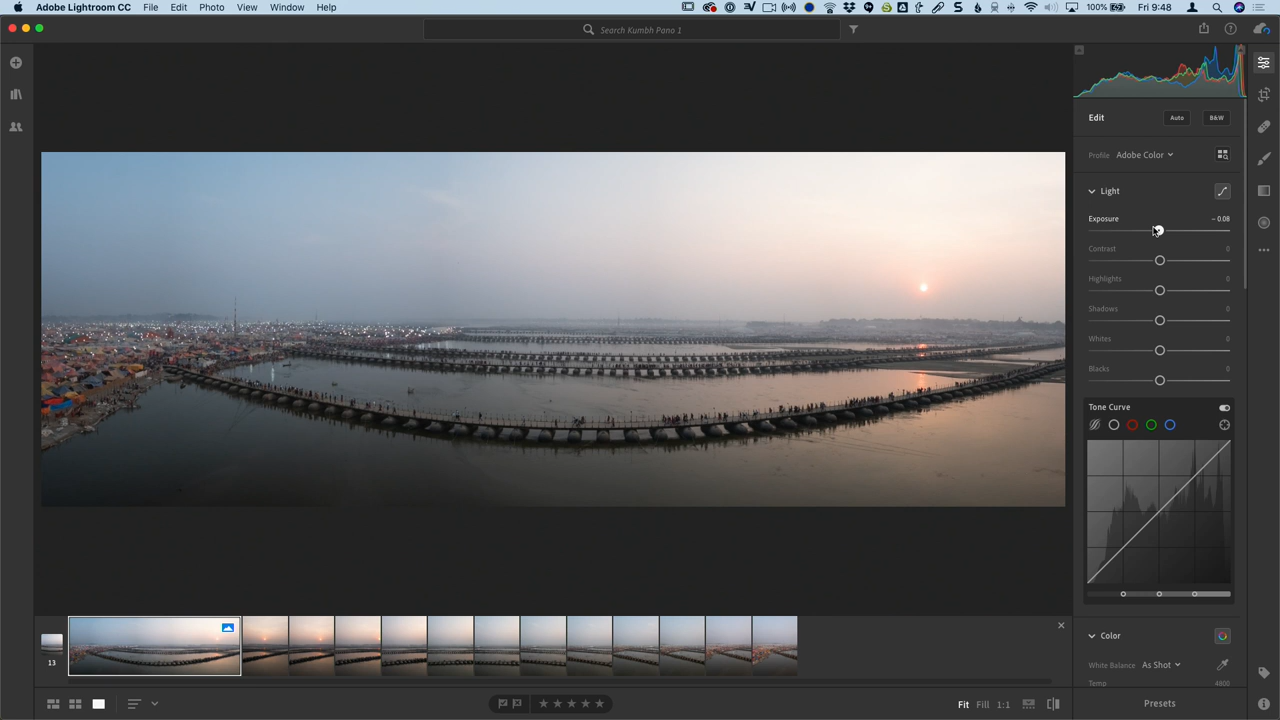 Adobe Lightroom CC File Edit Photo View Window Help 100% Fri 9:48
Search Kumbh Pano 1
Edit Auto B&W
Profile Adobe Color
Light
Exposure − 0.08
Contrast 0
Highlights 0
Shadows 0
Whites 0
Blacks 0
Tone Curve
Color
White Balance As Shot
Temp 4800
13
Fit Fill 1:1
Presets